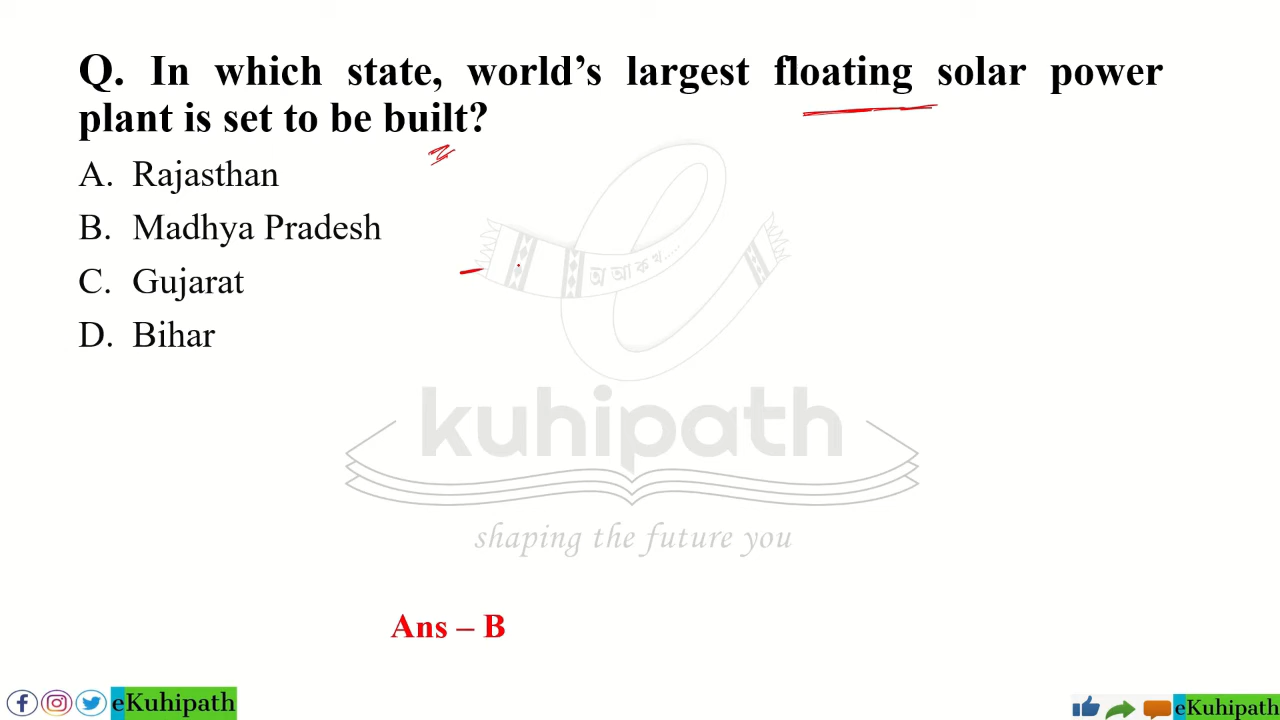 Q. In which state, world’s largest floating solar power
plant is set to be built?
A. Rajasthan
B. Madhya Pradesh
C. Gujarat
D. Bihar
অ আ ক খ.....
kuhipath
shaping the future you
Ans – B
eKuhipath
eKuhipath